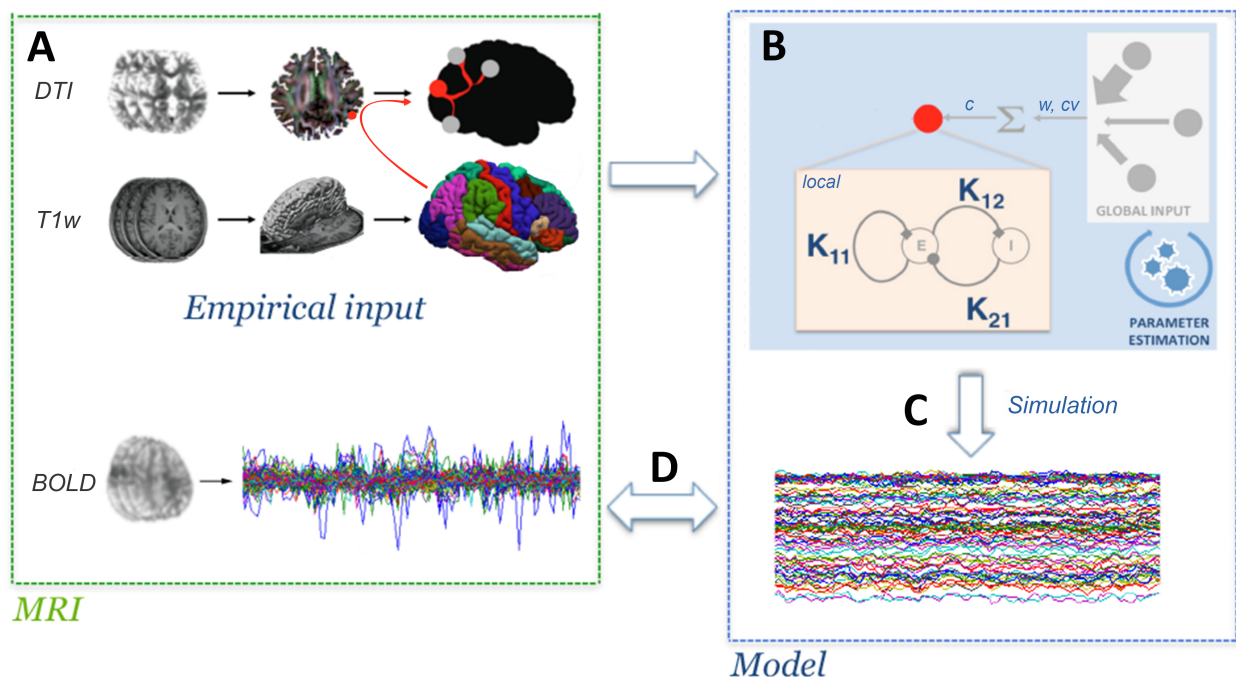 A
DTI
T1w
Empirical input
BOLD
MRI
B
c
Σ
w, cv
local
K12
K11
E
I
K21
GLOBAL INPUT
PARAMETER
ESTIMATION
C
Simulation
D
Model